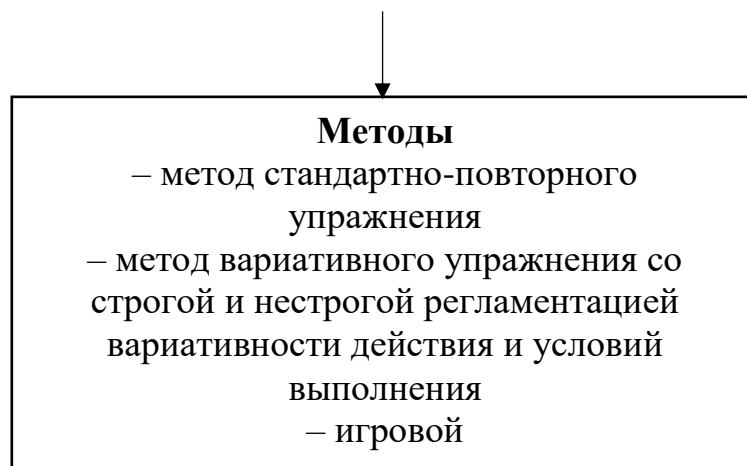 Методы
– метод стандартно-повторного
упражнения
– метод вариативного упражнения со
строгой и нестрогой регламентацией
вариативности действия и условий
выполнения
– игровой